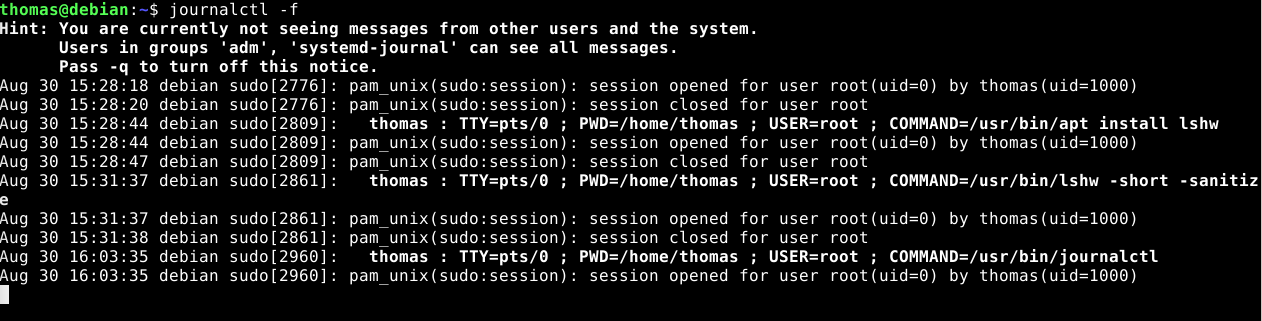 thomas@debian:~$ journalctl -f
Hint: You are currently not seeing messages from other users and the system.
      Users in groups 'adm', 'systemd-journal' can see all messages.
      Pass -q to turn off this notice.
Aug 30 15:28:18 debian sudo[2776]: pam_unix(sudo:session): session opened for user root(uid=0) by thomas(uid=1000)
Aug 30 15:28:20 debian sudo[2776]: pam_unix(sudo:session): session closed for user root
Aug 30 15:28:44 debian sudo[2809]:   thomas : TTY=pts/0 ; PWD=/home/thomas ; USER=root ; COMMAND=/usr/bin/apt install lshw
Aug 30 15:28:44 debian sudo[2809]: pam_unix(sudo:session): session opened for user root(uid=0) by thomas(uid=1000)
Aug 30 15:28:47 debian sudo[2809]: pam_unix(sudo:session): session closed for user root
Aug 30 15:31:37 debian sudo[2861]:   thomas : TTY=pts/0 ; PWD=/home/thomas ; USER=root ; COMMAND=/usr/bin/lshw -short -sanitiz
e
Aug 30 15:31:37 debian sudo[2861]: pam_unix(sudo:session): session opened for user root(uid=0) by thomas(uid=1000)
Aug 30 15:31:38 debian sudo[2861]: pam_unix(sudo:session): session closed for user root
Aug 30 16:03:35 debian sudo[2960]:   thomas : TTY=pts/0 ; PWD=/home/thomas ; USER=root ; COMMAND=/usr/bin/journalctl
Aug 30 16:03:35 debian sudo[2960]: pam_unix(sudo:session): session opened for user root(uid=0) by thomas(uid=1000)